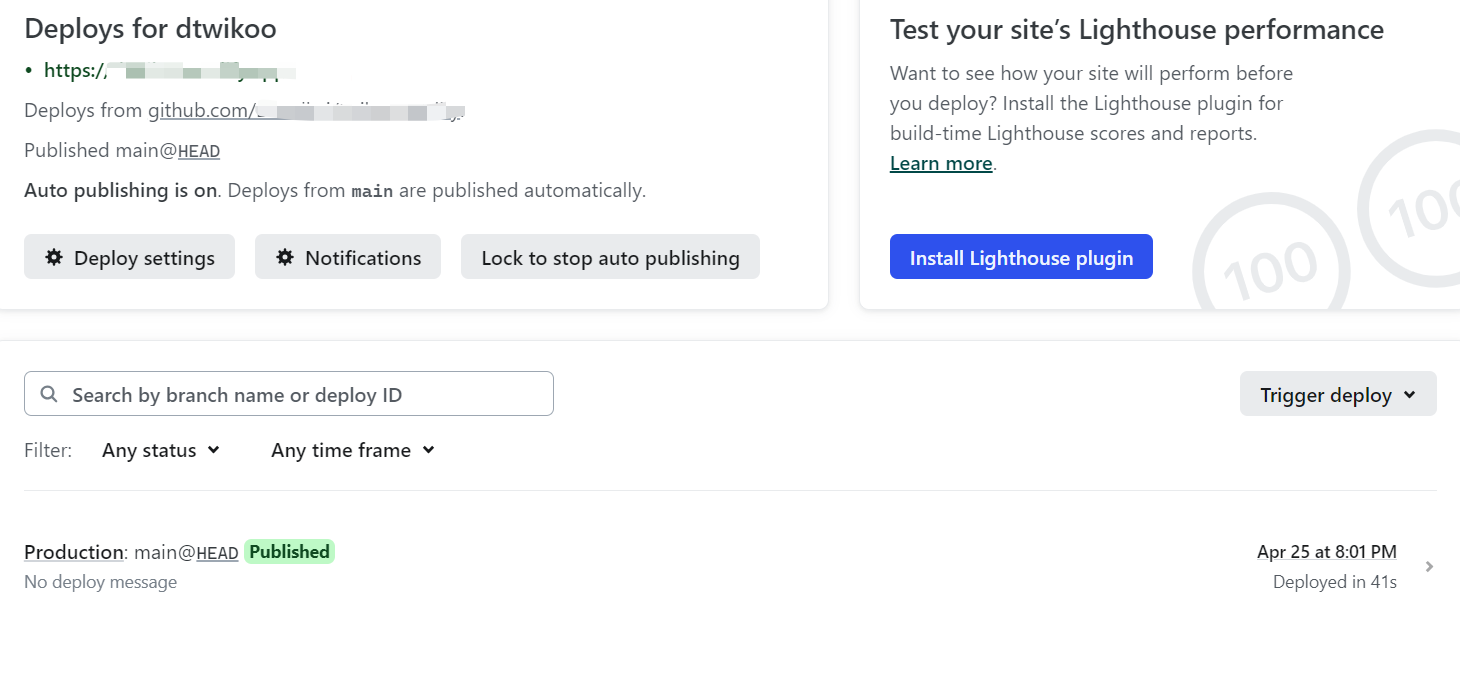 Deploys for dtwikoo
• https:/
Deploys from github.com/
Published main@HEAD
Auto publishing is on. Deploys from main are published automatically.
Deploy settings
Notifications
Lock to stop auto publishing
Test your site’s Lighthouse performance
Want to see how your site will perform before
you deploy? Install the Lighthouse plugin for
build-time Lighthouse scores and reports.
Learn more.
Install Lighthouse plugin
100
100
Search by branch name or deploy ID
Trigger deploy
Filter: Any status Any time frame
Production: main@HEAD Published
No deploy message
Apr 25 at 8:01 PM
Deployed in 41s